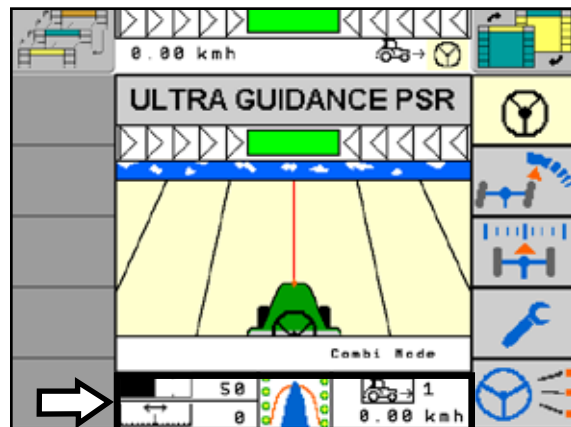 0.00 kmh
ULTRA GUIDANCE PSR
Combi Mode
50
1
0
0.00 kmh